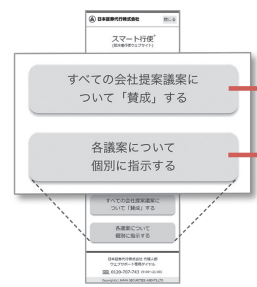 日本証券代行株式会社
閉じる
スマート行使®
(議決権行使ウェブサイト)
すべての会社提案議案に
ついて「賛成」する
各議案について
個別に指示する
すべての会社提案議案に
ついて「賛成」する
各議案について
個別に指示する
日本証券代行株式会社 代理人部
ウェブサポート専用ダイヤル
0120-707-743 (9:00〜21:00)